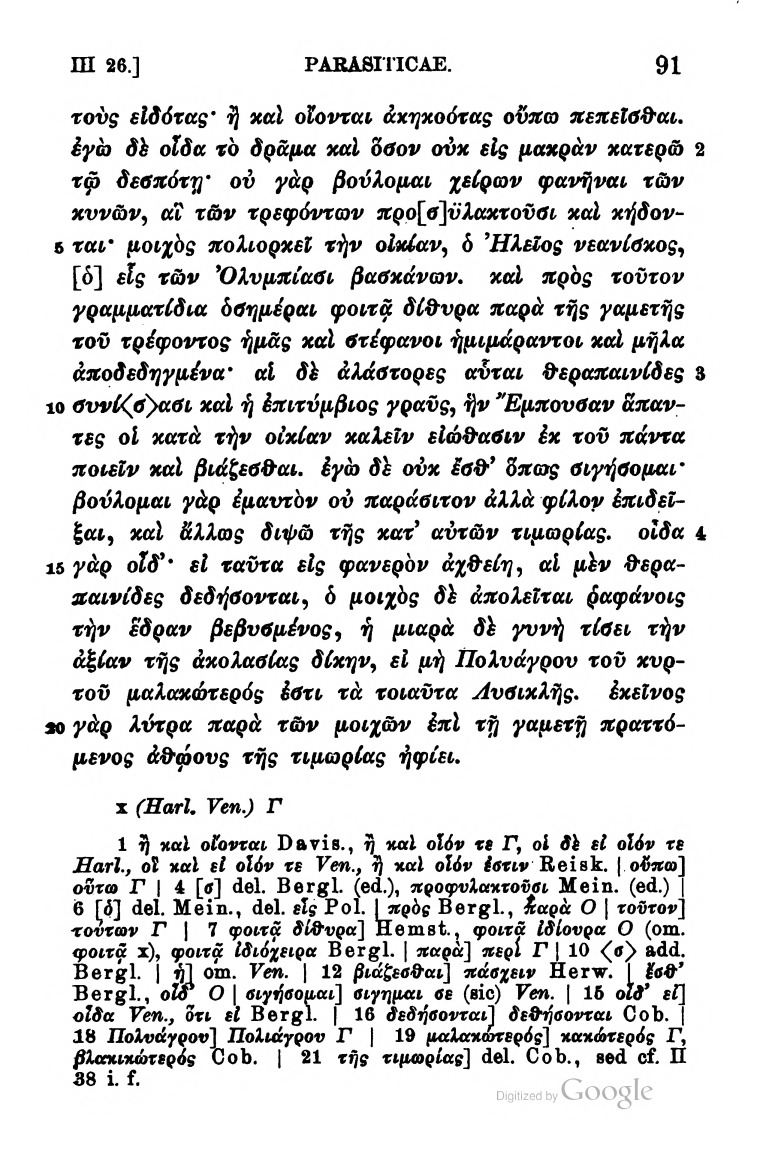 III 26.] PARASITICAE. 91
τοὺς εἰδότας· ἢ καὶ οἴονται ἀκηκοότας οὔπω πεπεῖσθαι.
ἐγὼ δὲ οἶδα τὸ δρᾶμα καὶ ὅσον οὐκ εἰς μακρὰν κατερῶ 2
τῷ δεσπότῃ· οὐ γὰρ βούλομαι χείρων φανῆναι τῶν
κυνῶν, αἳ τῶν τρεφόντων προ[σ]ϋλακτοῦσι καὶ κήδον-
5 ται· μοιχὸς πολιορκεῖ τὴν οἰκίαν, ὁ Ἠλεῖος νεανίσκος,
[ὁ] εἷς τῶν Ὀλυμπίασι βασκάνων. καὶ πρὸς τοῦτον
γραμματίδια ὁσημέραι φοιτᾷ δίθυρα παρὰ τῆς γαμετῆς
τοῦ τρέφοντος ἡμᾶς καὶ στέφανοι ἡμιμάραντοι καὶ μῆλα
ἀποδεδηγμένα· αἱ δὲ ἀλάστορες αὗται θεραπαινίδες 3
10 συνί⟨σ⟩ασι καὶ ἡ ἐπιτύμβιος γραῦς, ἣν Ἔμπουσαν ἅπαν-
τες οἱ κατὰ τὴν οἰκίαν καλεῖν εἰώθασιν ἐκ τοῦ πάντα
ποιεῖν καὶ βιάζεσθαι. ἐγὼ δὲ οὐκ ἔσθ' ὅπως σιγήσομαι·
βούλομαι γὰρ ἐμαυτὸν οὐ παράσιτον ἀλλὰ φίλον ἐπιδεῖ-
ξαι, καὶ ἄλλως διψῶ τῆς κατ' αὐτῶν τιμωρίας. οἶδα 4
15 γὰρ οἶδ'· εἰ ταῦτα εἰς φανερὸν ἀχθείη, αἱ μὲν θερα-
παινίδες δεδήσονται, ὁ μοιχὸς δὲ ἀπολεῖται ῥαφάνοις
τὴν ἕδραν βεβυσμένος, ἡ μιαρὰ δὲ γυνὴ τίσει τὴν
ἀξίαν τῆς ἀκολασίας δίκην, εἰ μὴ Πολυάγρου τοῦ κυρ-
τοῦ μαλακώτερός ἐστι τὰ τοιαῦτα Λυσικλῆς. ἐκεῖνος
20 γὰρ λύτρα παρὰ τῶν μοιχῶν ἐπὶ τῇ γαμετῇ πραττό-
μενος ἀθῴους τῆς τιμωρίας ἠφίει.
x (Harl. Ven.) Γ
1 ἢ καὶ οἴονται Davis., ἢ καὶ οἷόν τε Γ, οἱ δὲ εἰ οἷόν τε
Harl., οἳ καὶ εἰ οἷόν τε Ven., ἢ καὶ οἷόν ἐστιν Reisk. | οὔπω]
οὕτω Γ | 4 [σ] del. Bergl. (ed.), προφυλακτοῦσι Mein. (ed.) |
6 [ὁ] del. Mein., del. εἷς Pol. | πρὸς Bergl., παρὰ O | τοῦτον]
τούτων Γ | 7 φοιτᾷ δίθυρα] Hemst., φοιτᾷ ἰδίουρα O (om.
φοιτᾷ x), φοιτᾷ ἰδιόχειρα Bergl. | παρὰ] περὶ Γ | 10 ⟨σ⟩ add.
Bergl. | ἡ] om. Ven. | 12 βιάζεσθαι] πάσχειν Herw. | ἔσθ'
Bergl., οἶδ' O | σιγήσομαι] σιγημαι σε (sic) Ven. | 15 οἶδ' εἰ]
οἶδα Ven., ὅτι εἰ Bergl. | 16 δεδήσονται] δεθήσονται Cob. |
18 Πολυάγρου] Πολιάγρου Γ | 19 μαλακώτερός] κακώτερός Γ,
βλακικώτερός Cob. | 21 τῆς τιμωρίας] del. Cob., sed cf. II
38 i. f.
Digitized by Google